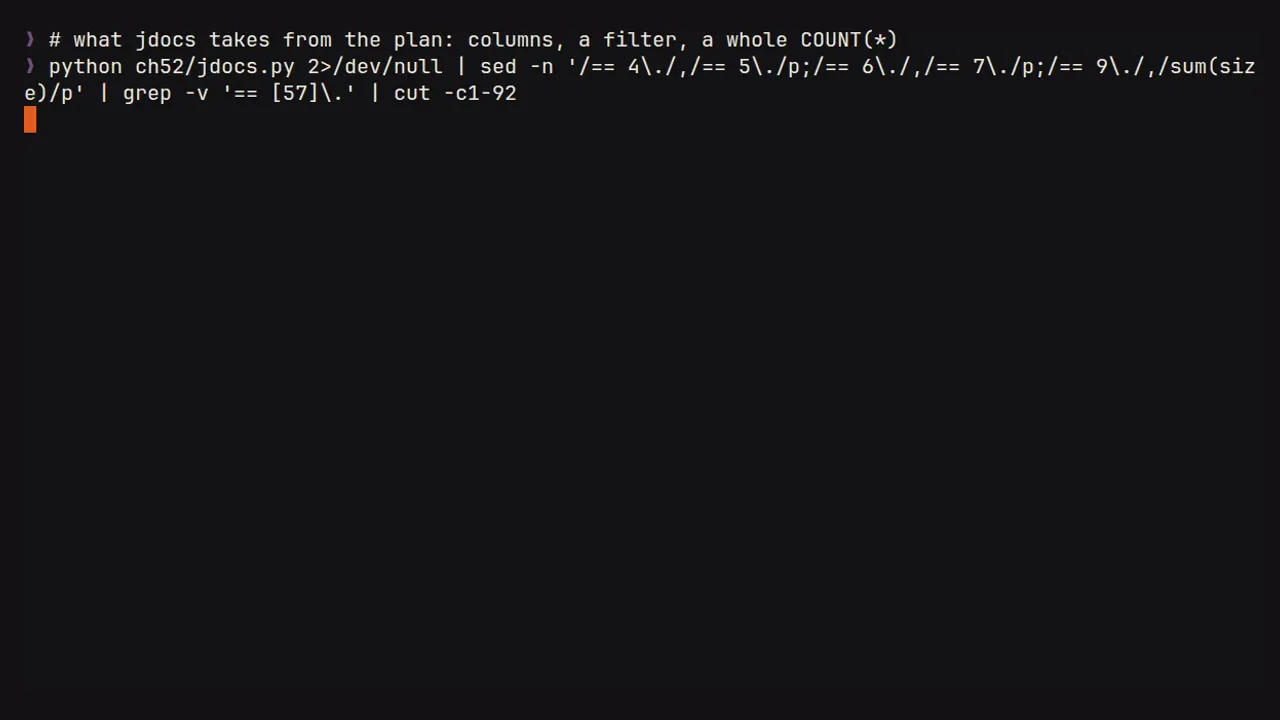 ❯ # what jdocs takes from the plan: columns, a filter, a whole COUNT(*)
❯ python ch52/jdocs.py 2>/dev/null | sed -n '/== 4\./,/== 5\./p;/== 6\./,/== 7\./p;/== 9\./,/sum(siz
e)/p' | grep -v '== [57]\.' | cut -c1-92